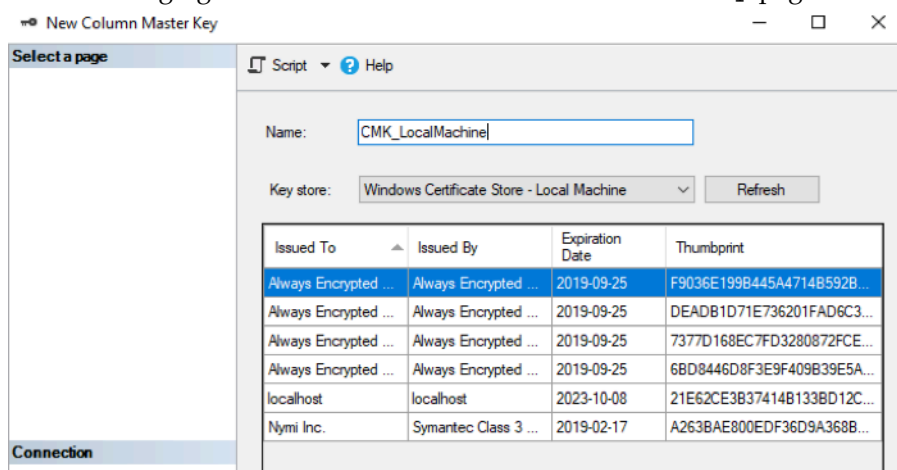 New Column Master Key
Select a page
Script Help
Name: CMK_LocalMachine
Key store: Windows Certificate Store - Local Machine Refresh
Issued To Issued By Expiration Date Thumbprint
Always Encrypted ... Always Encrypted ... 2019-09-25 F9036E199B445A4714B592B...
Always Encrypted ... Always Encrypted ... 2019-09-25 DEADB1D71E736201FAD6C3...
Always Encrypted ... Always Encrypted ... 2019-09-25 7377D168EC7FD3280872FCE...
Always Encrypted ... Always Encrypted ... 2019-09-25 6BD8446D8F3E9F409B39E5A...
localhost localhost 2023-10-08 21E62CE3B37414B133BD12C...
Nymi Inc. Symantec Class 3 ... 2019-02-17 A263BAE800EDF36D9A368B...
Connection